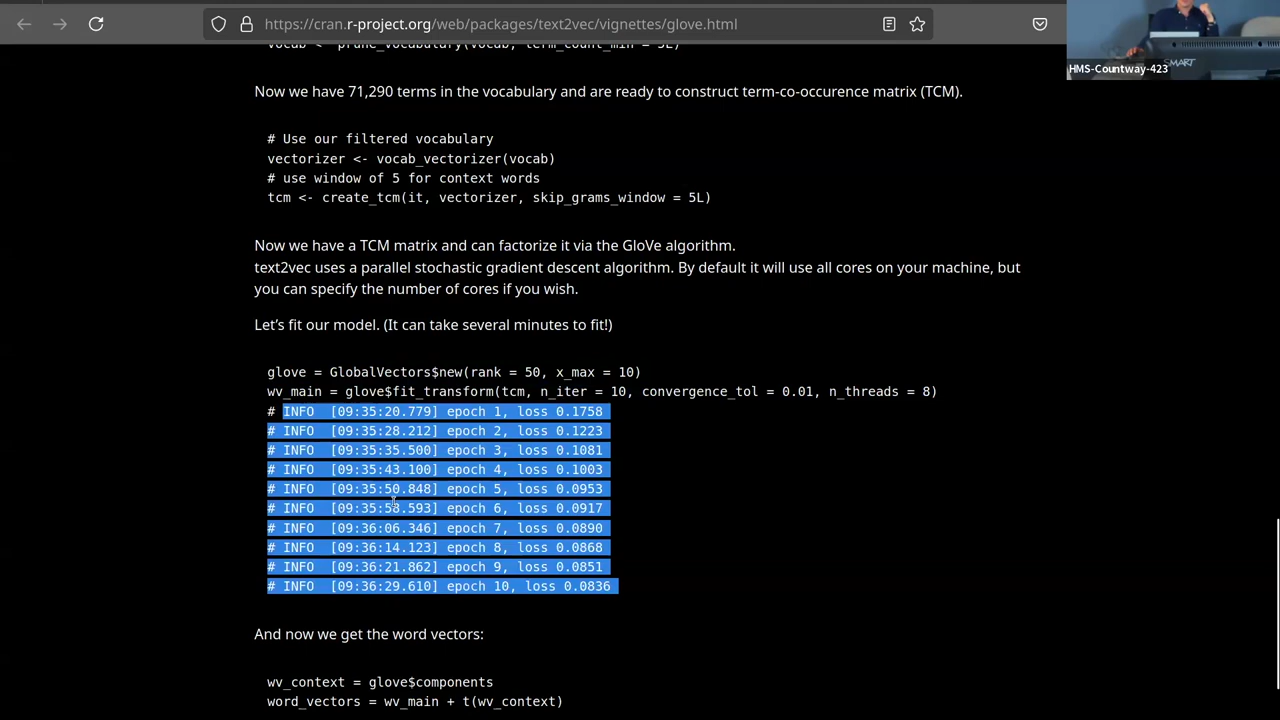 https://cran.r-project.org/web/packages/text2vec/vignettes/glove.html
HMS-Countway-423
SMART
vocab <- prune_vocabulary(vocab, term_count_min = 5L)
Now we have 71,290 terms in the vocabulary and are ready to construct term-co-occurence matrix (TCM).
# Use our filtered vocabulary
vectorizer <- vocab_vectorizer(vocab)
# use window of 5 for context words
tcm <- create_tcm(it, vectorizer, skip_grams_window = 5L)
Now we have a TCM matrix and can factorize it via the GloVe algorithm.
text2vec uses a parallel stochastic gradient descent algorithm. By default it will use all cores on your machine, but
you can specify the number of cores if you wish.
Let’s fit our model. (It can take several minutes to fit!)
glove = GlobalVectors$new(rank = 50, x_max = 10)
wv_main = glove$fit_transform(tcm, n_iter = 10, convergence_tol = 0.01, n_threads = 8)
# INFO  [09:35:20.779] epoch 1, loss 0.1758
# INFO  [09:35:28.212] epoch 2, loss 0.1223
# INFO  [09:35:35.500] epoch 3, loss 0.1081
# INFO  [09:35:43.100] epoch 4, loss 0.1003
# INFO  [09:35:50.848] epoch 5, loss 0.0953
# INFO  [09:35:58.593] epoch 6, loss 0.0917
# INFO  [09:36:06.346] epoch 7, loss 0.0890
# INFO  [09:36:14.123] epoch 8, loss 0.0868
# INFO  [09:36:21.862] epoch 9, loss 0.0851
# INFO  [09:36:29.610] epoch 10, loss 0.0836
And now we get the word vectors:
wv_context = glove$components
word_vectors = wv_main + t(wv_context)